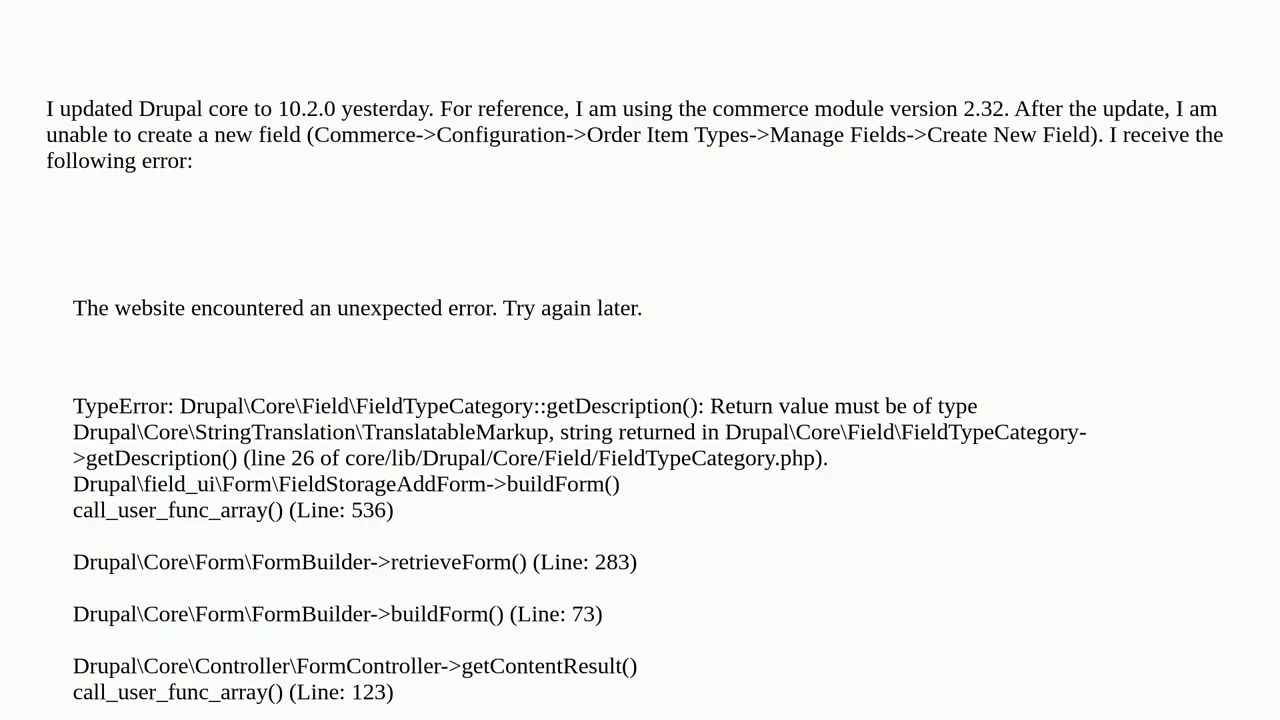 I updated Drupal core to 10.2.0 yesterday. For reference, I am using the commerce module version 2.32. After the update, I am
unable to create a new field (Commerce->Configuration->Order Item Types->Manage Fields->Create New Field). I receive the
following error:
The website encountered an unexpected error. Try again later.
TypeError: Drupal\Core\Field\FieldTypeCategory::getDescription(): Return value must be of type
Drupal\Core\StringTranslation\TranslatableMarkup, string returned in Drupal\Core\Field\FieldTypeCategory-
>getDescription() (line 26 of core/lib/Drupal/Core/Field/FieldTypeCategory.php).
Drupal\field_ui\Form\FieldStorageAddForm->buildForm()
call_user_func_array() (Line: 536)
Drupal\Core\Form\FormBuilder->retrieveForm() (Line: 283)
Drupal\Core\Form\FormBuilder->buildForm() (Line: 73)
Drupal\Core\Controller\FormController->getContentResult()
call_user_func_array() (Line: 123)